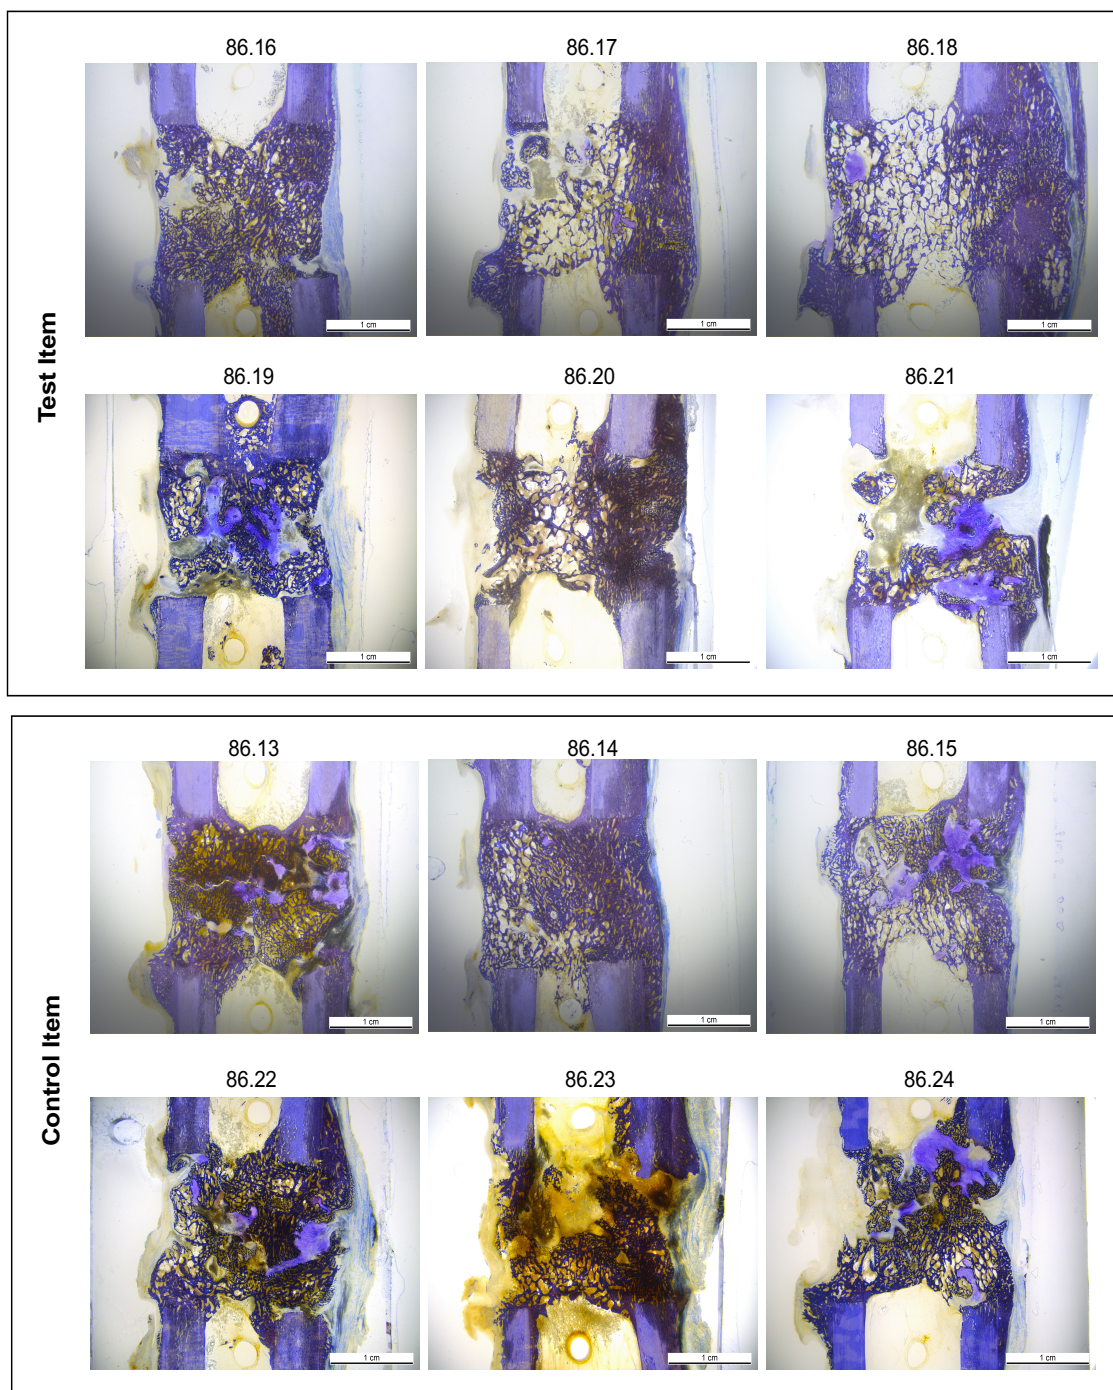 86.16
86.17
86.18
1 cm
1 cm
1 cm
Test Item
86.19
86.20
86.21
1 cm
1 cm
1 cm
86.13
86.14
86.15
1 cm
1 cm
1 cm
Control Item
86.22
86.23
86.24
1 cm
1 cm
1 cm